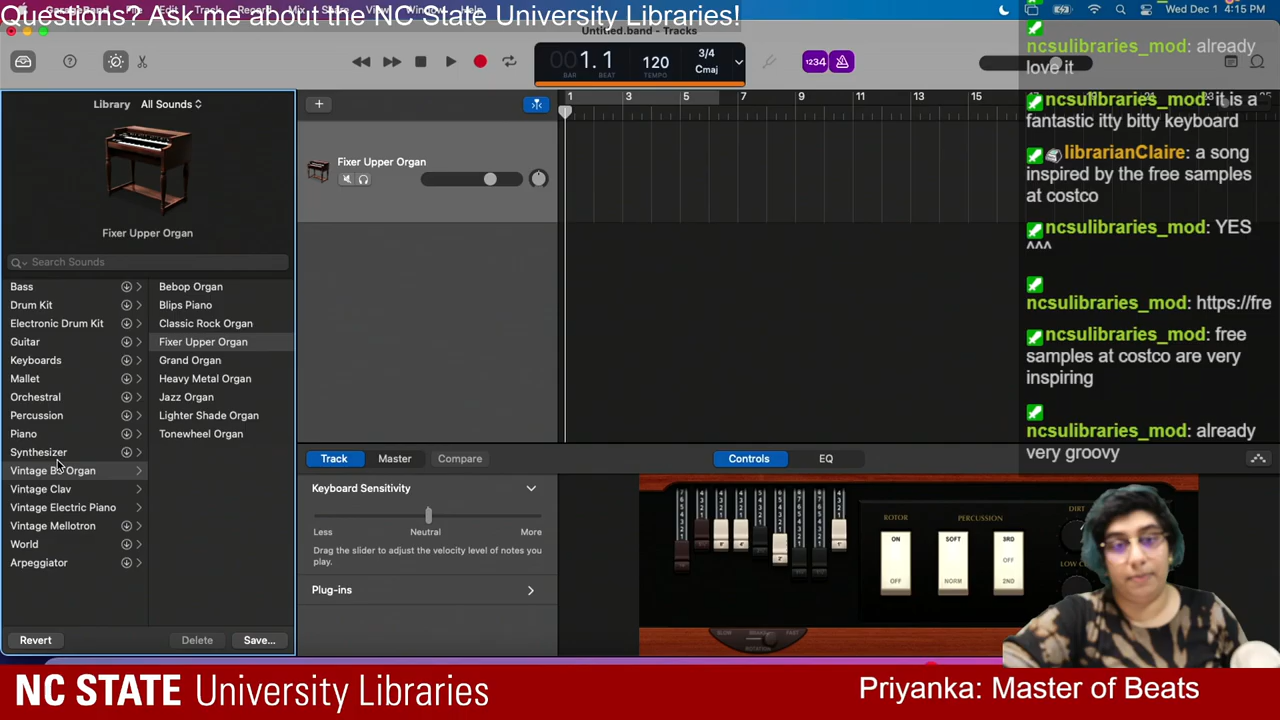 Questions? Ask me about the NC State University Libraries!
Wed Dec 1 4:15 PM
Untitled.band - Tracks
001. 1
BAR
BEAT
120
TEMPO
3/4
Cmaj
1234
Library All Sounds
Fixer Upper Organ
Search Sounds
Bass
Drum Kit
Electronic Drum Kit
Guitar
Keyboards
Mallet
Orchestral
Percussion
Piano
Synthesizer
Vintage B3 Organ
Vintage Clav
Vintage Electric Piano
Vintage Mellotron
World
Arpeggiator
Bebop Organ
Blips Piano
Classic Rock Organ
Fixer Upper Organ
Grand Organ
Heavy Metal Organ
Jazz Organ
Lighter Shade Organ
Tonewheel Organ
Revert
Delete
Save...
1 3 5 7 9 11 13 15
Fixer Upper Organ
Track
Master
Compare
Controls
EQ
Keyboard Sensitivity
Less
Neutral
More
Drag the slider to adjust the velocity level of notes you
play.
Plug-ins
ROTOR
ON
OFF
PERCUSSION
SOFT
NORM
3RD
OFF
2ND
DIRT
SLOW
FAST
ncsulibraries_mod: already
love it
ncsulibraries_mod: it is a
fantastic itty bitty keyboard
librarianClaire: a song
inspired by the free samples
at costco
ncsulibraries_mod: YES
^^^
ncsulibraries_mod: https://fre
ncsulibraries_mod: free
samples at costco are very
inspiring
ncsulibraries_mod: already
very groovy
NC STATE University Libraries
Priyanka: Master of Beats